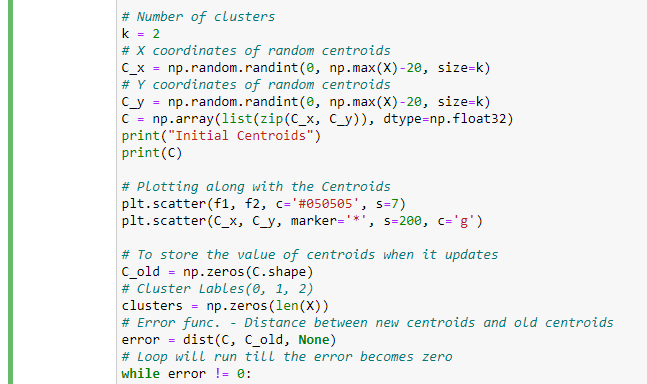 # Number of clusters
k = 2
# X coordinates of random centroids
C_x = np.random.randint(0, np.max(X)-20, size=k)
# Y coordinates of random centroids
C_y = np.random.randint(0, np.max(X)-20, size=k)
C = np.array(list(zip(C_x, C_y)), dtype=np.float32)
print("Initial Centroids")
print(C)
# Plotting along with the Centroids
plt.scatter(f1, f2, c='#050505', s=7)
plt.scatter(C_x, C_y, marker='*', s=200, c='g')
# To store the value of centroids when it updates
C_old = np.zeros(C.shape)
# Cluster Lables(0, 1, 2)
clusters = np.zeros(len(X))
# Error func. - Distance between new centroids and old centroids
error = dist(C, C_old, None)
# Loop will run till the error becomes zero
while error != 0: